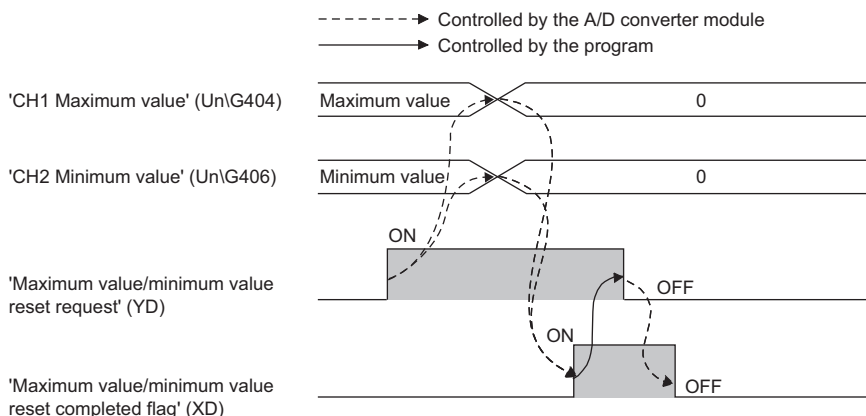 Controlled by the A/D converter module
Controlled by the program
'CH1 Maximum value' (Un\G404)
Maximum value
0
'CH2 Minimum value' (Un\G406)
Minimum value
0
ON
'Maximum value/minimum value
reset request' (YD)
OFF
ON
'Maximum value/minimum value
reset completed flag' (XD)
OFF